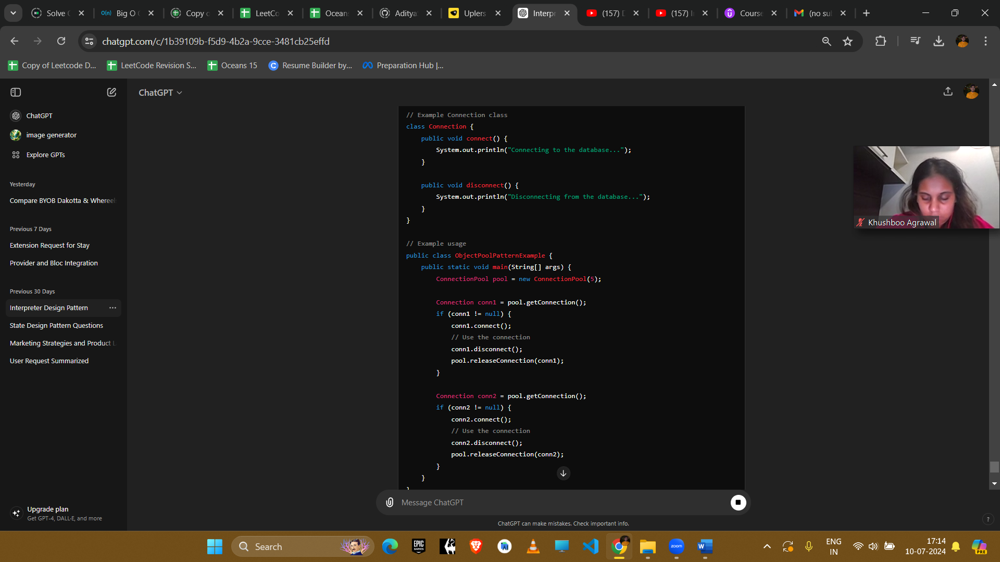 Solve C
O(n) Big O
Copy o
LeetCo
Ocean
Aditya
Uplers
Interp
(157) D
(157) I
Course
(no su
chatgpt.com/c/1b39109b-f5d9-4b2a-9cce-3481cb25effd
Copy of Leetcode D...
LeetCode Revision S...
Oceans 15
Resume Builder by...
Preparation Hub |...
ChatGPT
image generator
Explore GPTs
Yesterday
Compare BYOB Dakotta & Whereel
Previous 7 Days
Extension Request for Stay
Provider and Bloc Integration
Previous 30 Days
Interpreter Design Pattern
State Design Pattern Questions
Marketing Strategies and Product L
User Request Summarized
Upgrade plan
Get GPT-4, DALL·E, and more
ChatGPT
// Example Connection class
class Connection {
public void connect() {
System.out.println("Connecting to the database...");
}
public void disconnect() {
System.out.println("Disconnecting from the database...");
}
}
// Example usage
public class ObjectPoolPatternExample {
public static void main(String[] args) {
ConnectionPool pool = new ConnectionPool(5);
Connection conn1 = pool.getConnection();
if (conn1 != null) {
conn1.connect();
// Use the connection
conn1.disconnect();
pool.releaseConnection(conn1);
}
Connection conn2 = pool.getConnection();
if (conn2 != null) {
conn2.connect();
// Use the connection
conn2.disconnect();
pool.releaseConnection(conn2);
}
}
}
Khushboo Agrawal
Message ChatGPT
ChatGPT can make mistakes. Check important info.
?
Search
EPIC GAMES
zoom
W
ENG
IN
17:14
10-07-2024
PRE